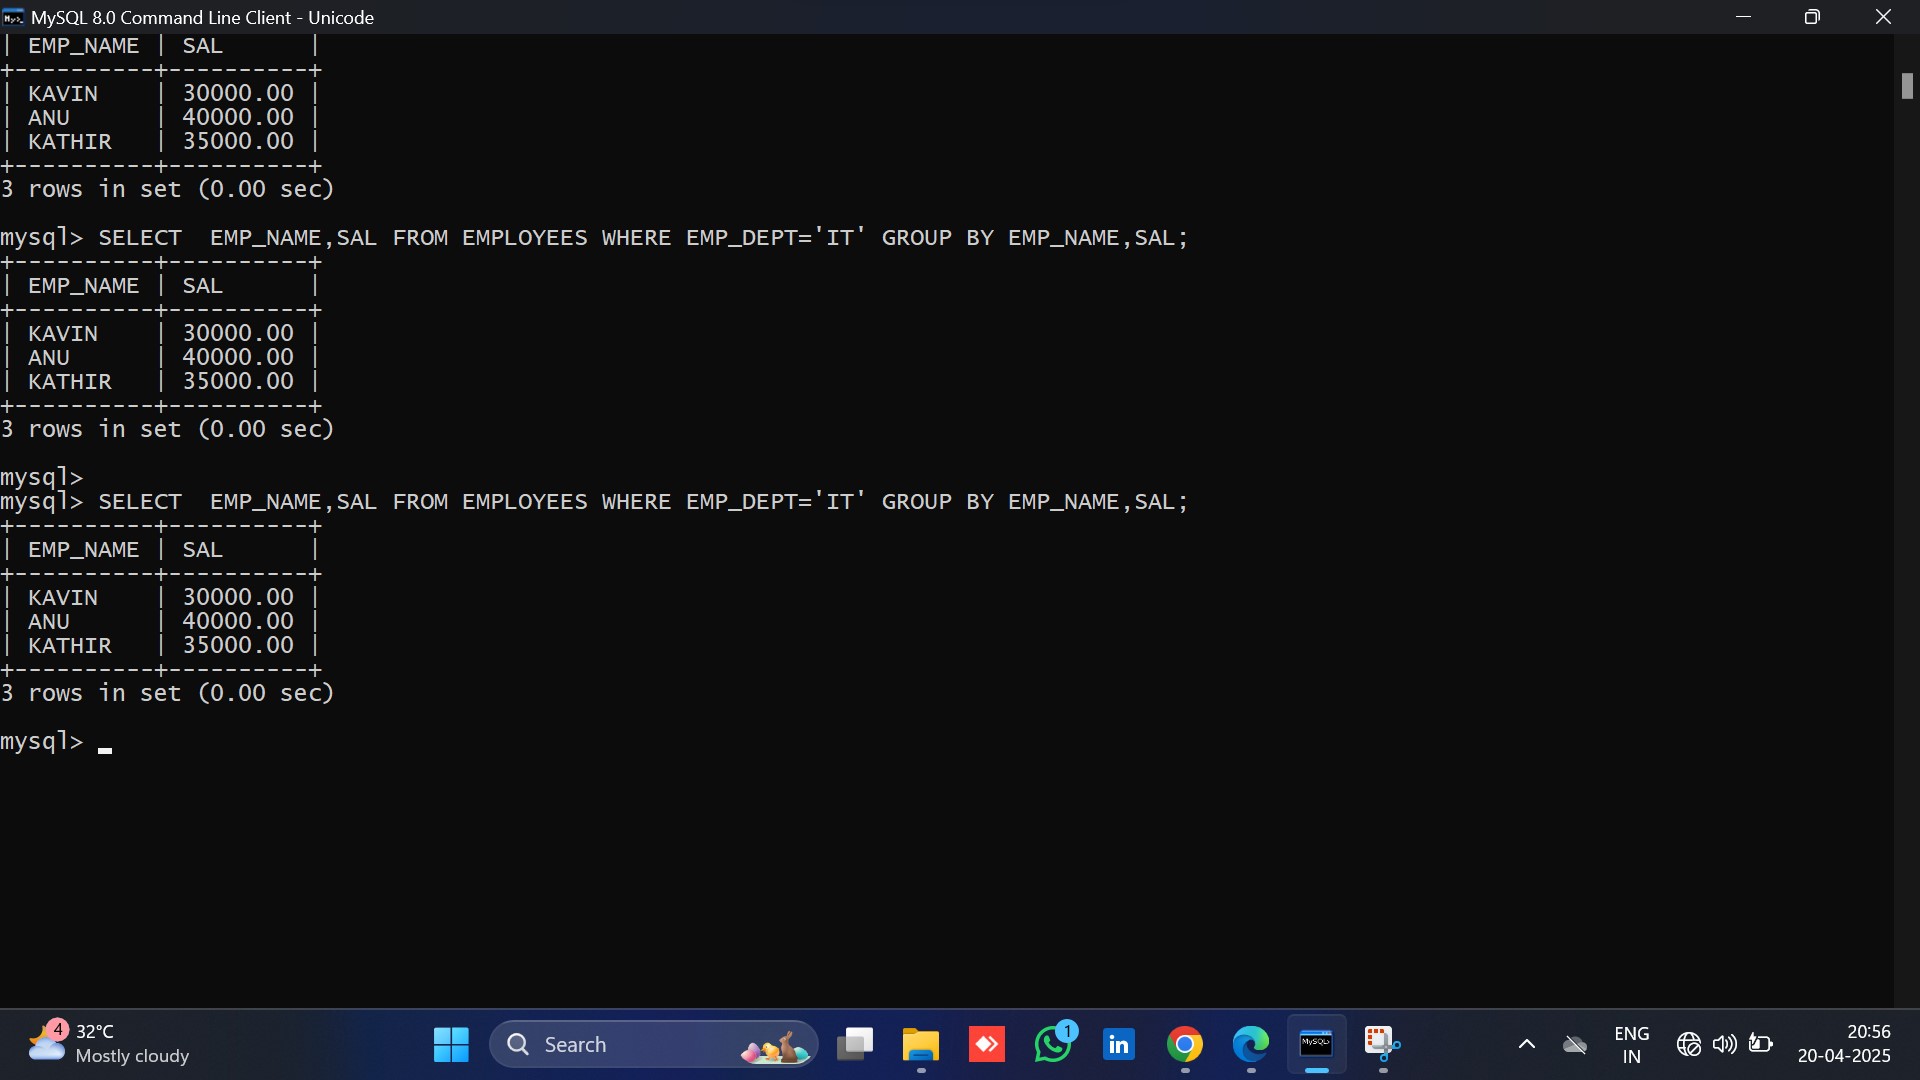 MySQL 8.0 Command Line Client - Unicode
| EMP_NAME | SAL      |
+----------+----------+
| KAVIN    | 30000.00 |
| ANU      | 40000.00 |
| KATHIR   | 35000.00 |
+----------+----------+
3 rows in set (0.00 sec)
mysql> SELECT  EMP_NAME,SAL FROM EMPLOYEES WHERE EMP_DEPT='IT' GROUP BY EMP_NAME,SAL;
+----------+----------+
| EMP_NAME | SAL      |
+----------+----------+
| KAVIN    | 30000.00 |
| ANU      | 40000.00 |
| KATHIR   | 35000.00 |
+----------+----------+
3 rows in set (0.00 sec)
mysql>
mysql> SELECT  EMP_NAME,SAL FROM EMPLOYEES WHERE EMP_DEPT='IT' GROUP BY EMP_NAME,SAL;
+----------+----------+
| EMP_NAME | SAL      |
+----------+----------+
| KAVIN    | 30000.00 |
| ANU      | 40000.00 |
| KATHIR   | 35000.00 |
+----------+----------+
3 rows in set (0.00 sec)
mysql> _
4 32°C
Mostly cloudy
Search
1
in
MySQL>
ENG
IN
20:56
20-04-2025